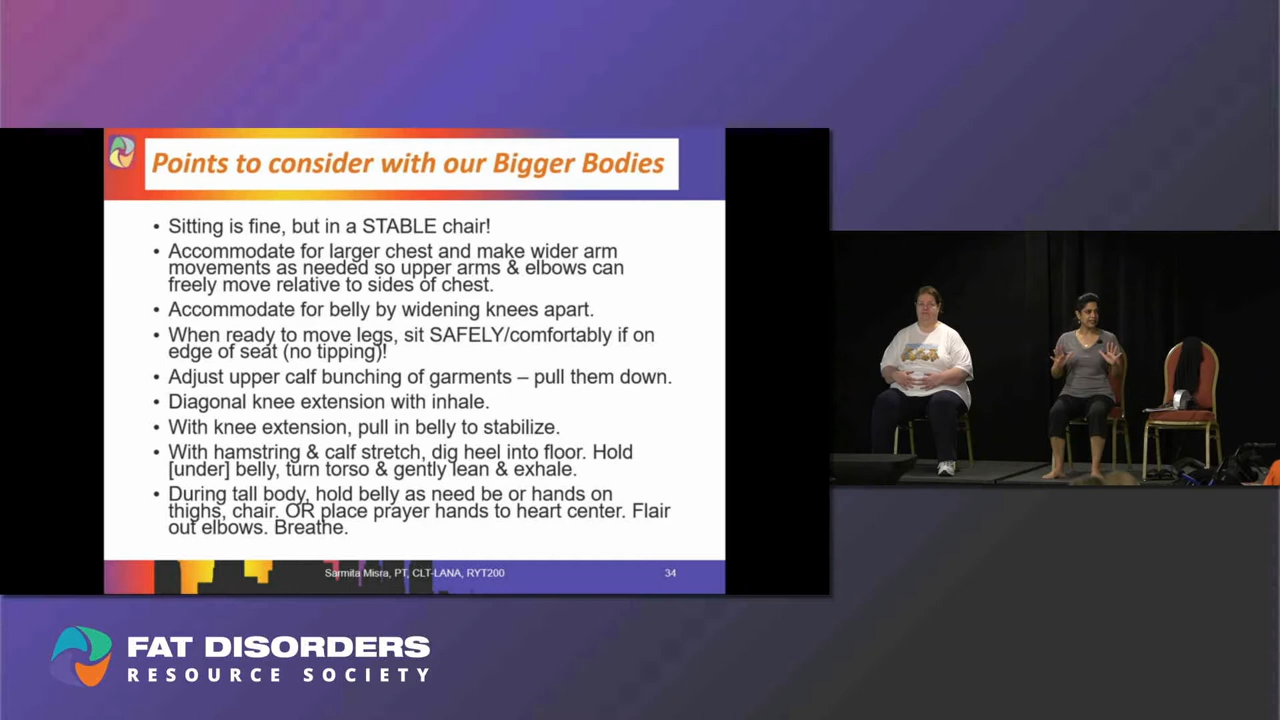 Points to consider with our Bigger Bodies
• Sitting is fine, but in a STABLE chair!
• Accommodate for larger chest and make wider arm
movements as needed so upper arms & elbows can
freely move relative to sides of chest.
• Accommodate for belly by widening knees apart.
• When ready to move legs, sit SAFELY/comfortably if on
edge of seat (no tipping)!
• Adjust upper calf bunching of garments – pull them down.
• Diagonal knee extension with inhale.
• With knee extension, pull in belly to stabilize.
• With hamstring & calf stretch, dig heel into floor. Hold
[under] belly, turn torso & gently lean & exhale.
• During tall body, hold belly as need be or hands on
thighs, chair. OR place prayer hands to heart center. Flair
out elbows. Breathe.
Sarmita Misra, PT, CLT-LANA, RYT200
34
FAT DISORDERS
RESOURCE SOCIETY